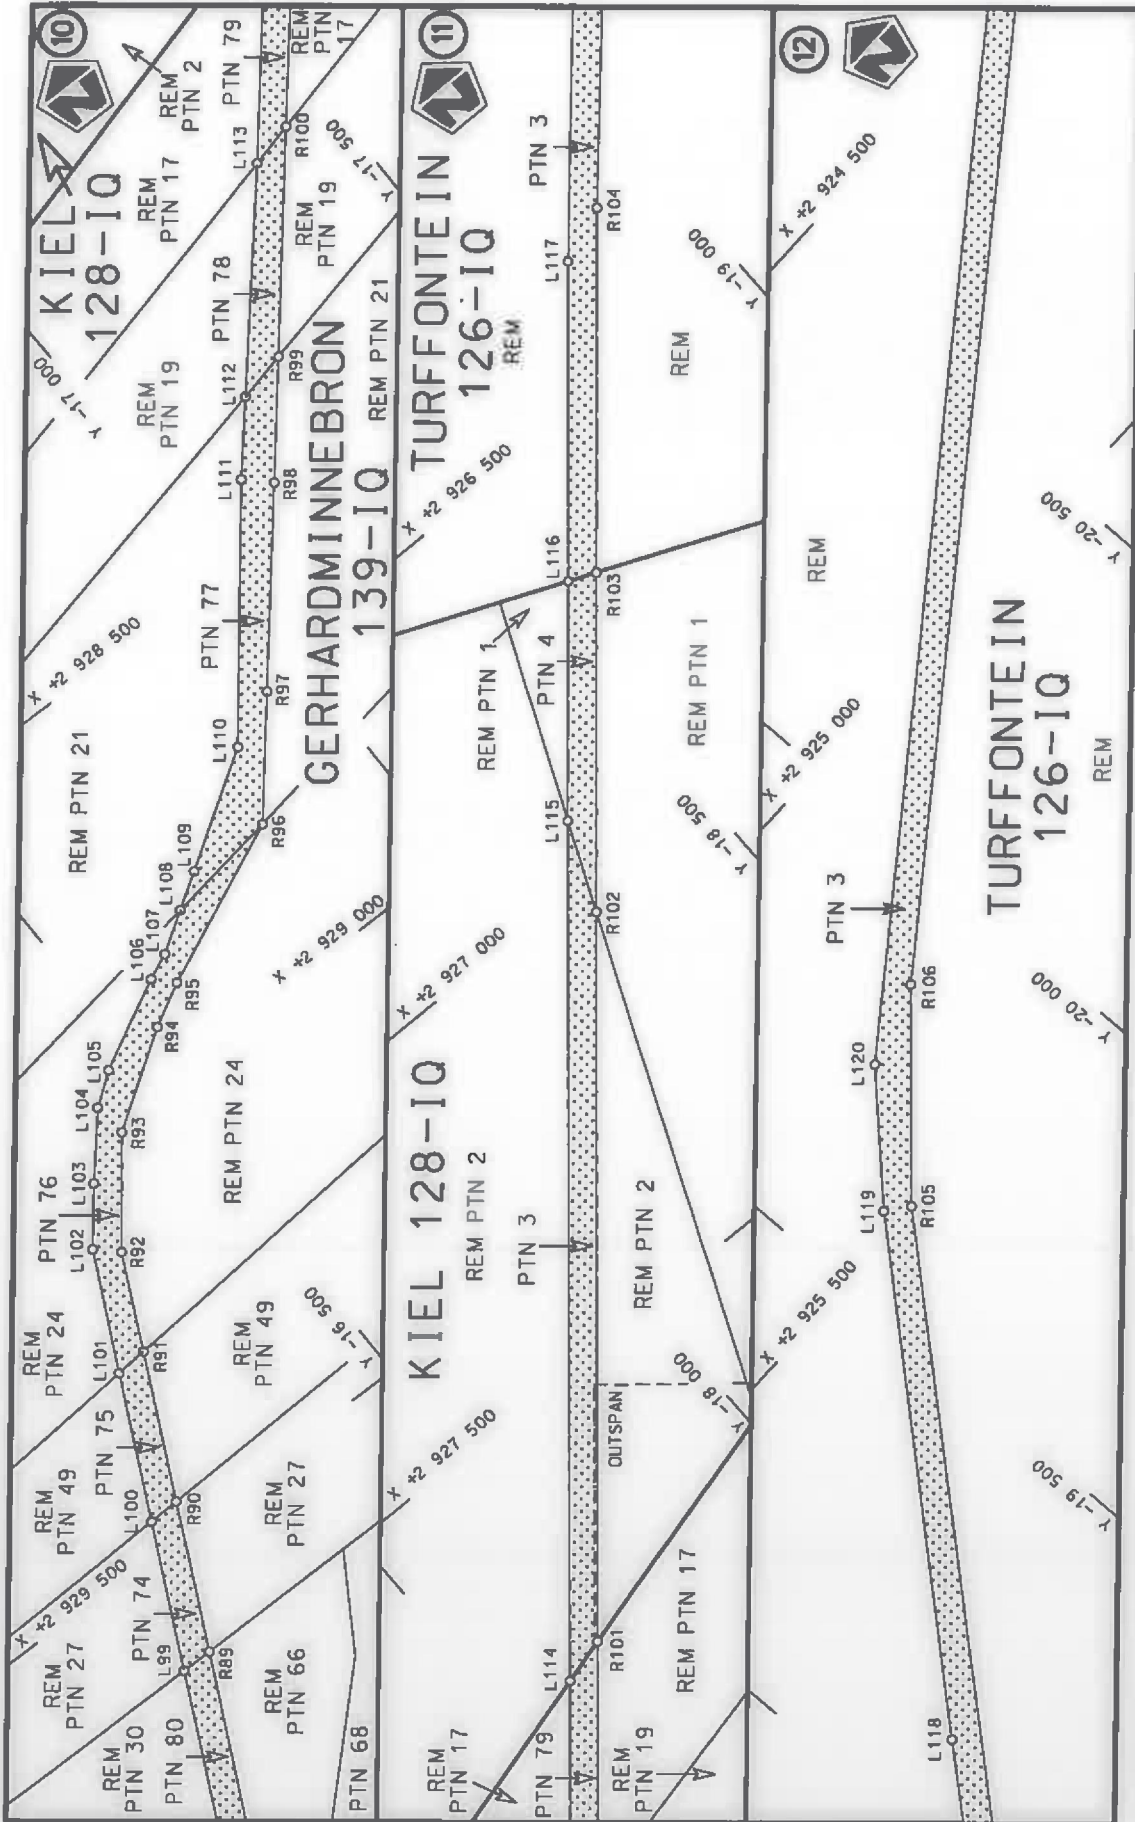 10
KIEL
128-IQ
REM
PTN 2
PTN 79
REM
PTN
17
REM
PTN 17
L113
R100
Y -17 500
REM
PTN 19
PTN 78
Y -17 000
REM
PTN 19
L112
R99
REM PTN 21
GERHARDMINNEBRON
139-IQ
L111
R98
PTN 77
X +2 928 500
R97
L110
REM PTN 21
R96
L109
L108
L107
L106
R95
R94
X +2 929 000
L105
L104
R93
REM PTN 24
L103
PTN 76
L102
R92
REM
PTN 24
L101
R91
REM
PTN 49
Y -16 500
PTN 75
REM
PTN 49
L100
R90
REM
PTN 27
X +2 929 500
PTN 74
L99
R89
REM
PTN 27
REM
PTN 66
REM
PTN 30
PTN 80
PTN 68
11
TURFFONTEIN
126-IQ
REM
PTN 3
R104
L117
Y -19 000
REM
X +2 926 500
L116
R103
REM PTN 1
PTN 4
REM PTN 1
L115
R102
Y -18 500
X +2 927 000
KIEL 128-IQ
REM PTN 2
PTN 3
REM PTN 2
OUTSPAN
Y -18 000
X +2 927 500
L114
R101
REM PTN 17
REM
PTN 17
PTN 79
REM
PTN 19
12
X +2 924 500
REM
Y -20 500
X +2 925 000
TURFFONTEIN
126-IQ
REM
PTN 3
R106
L120
Y -20 000
L119
R105
X +2 925 500
Y -19 500
L118